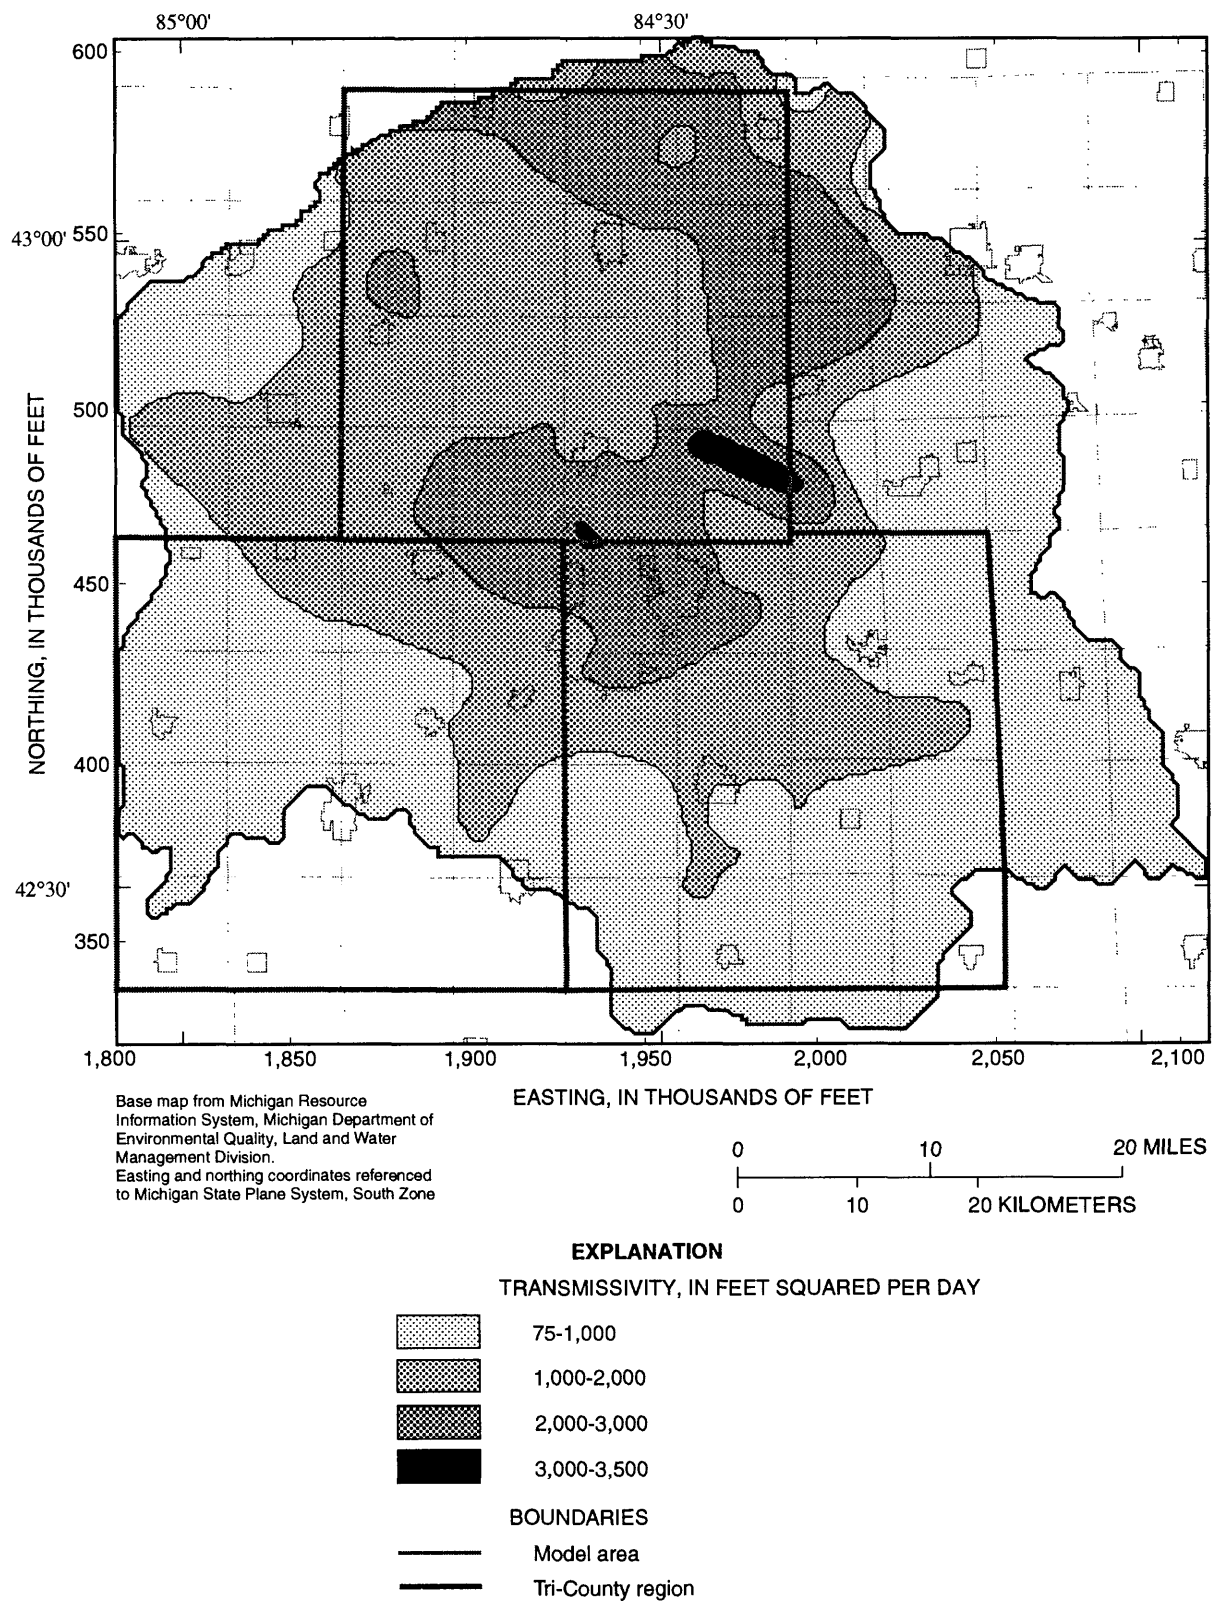 85°00' 84°30'
600
43°00' 550
500
450
400
42°30'
350
NORTHING, IN THOUSANDS OF FEET
1,800 1,850 1,900 1,950 2,000 2,050 2,100
EASTING, IN THOUSANDS OF FEET
Base map from Michigan Resource
Information System, Michigan Department of
Environmental Quality, Land and Water
Management Division.
Easting and northing coordinates referenced
to Michigan State Plane System, South Zone
0 10 20 MILES
0 10 20 KILOMETERS
EXPLANATION
TRANSMISSIVITY, IN FEET SQUARED PER DAY
75-1,000
1,000-2,000
2,000-3,000
3,000-3,500
BOUNDARIES
Model area
Tri-County region